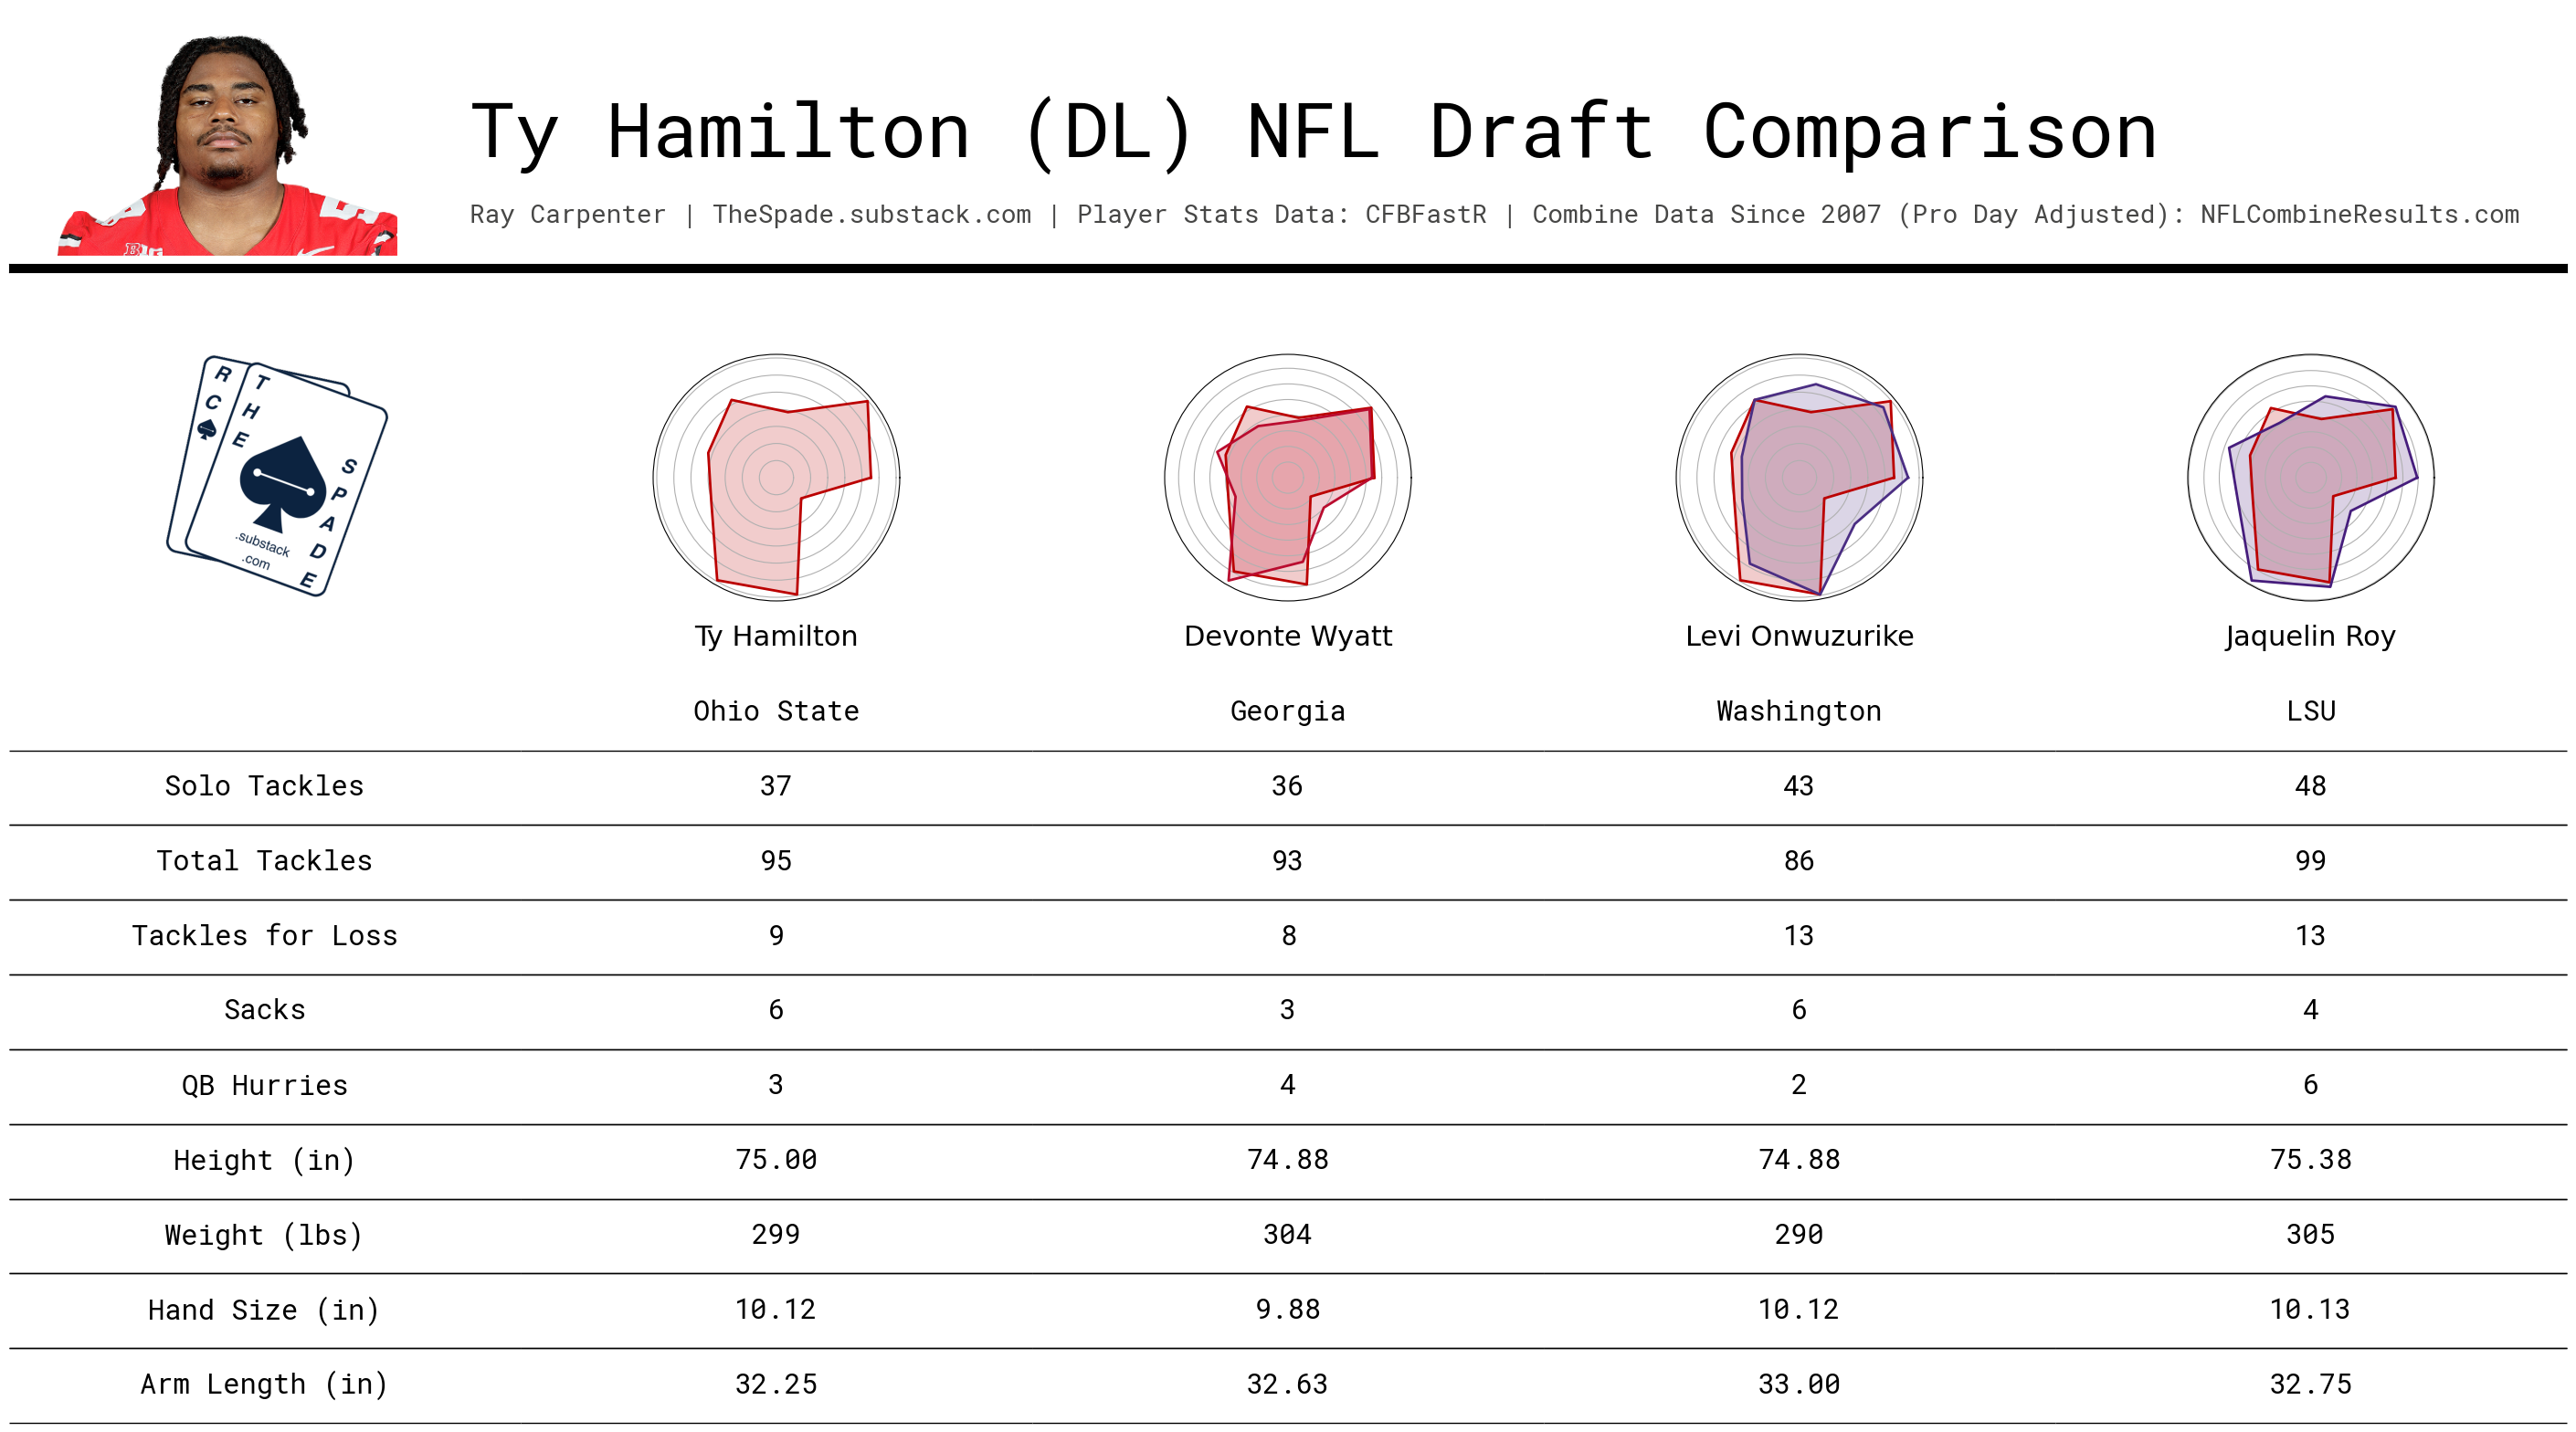 Ty Hamilton (DL) NFL Draft Comparison
Ray Carpenter | TheSpade.substack.com | Player Stats Data: CFBFastR | Combine Data Since 2007 (Pro Day Adjusted): NFLCombineResults.com
B1G
R C
THE
SPADE
.substack
.com
Ty Hamilton Devonte Wyatt Levi Onwuzurike Jaquelin Roy
Ohio State Georgia Washington LSU
Solo Tackles 37 36 43 48
Total Tackles 95 93 86 99
Tackles for Loss 9 8 13 13
Sacks 6 3 6 4
QB Hurries 3 4 2 6
Height (in) 75.00 74.88 74.88 75.38
Weight (lbs) 299 304 290 305
Hand Size (in) 10.12 9.88 10.12 10.13
Arm Length (in) 32.25 32.63 33.00 32.75